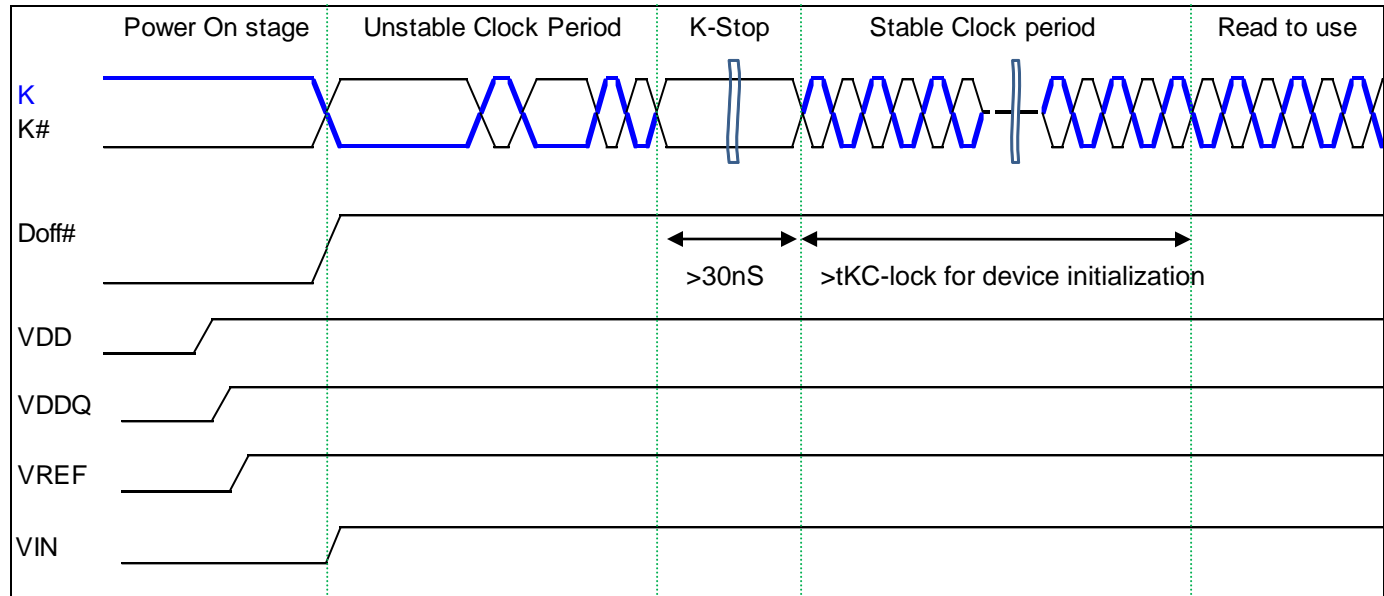 Power On stage Unstable Clock Period K-Stop Stable Clock period Read to use
K
K#
Doff#
>30nS >tKC-lock for device initialization
VDD
VDDQ
VREF
VIN